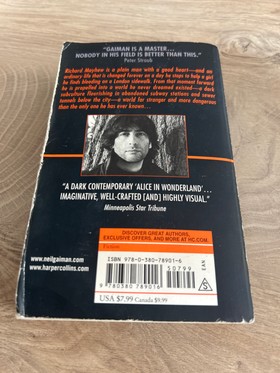 "GAIMAN IS A MASTER...
NOBODY IN HIS FIELD IS BETTER THAN THIS."
Peter Straub
Richard Mayhew is a plain man with a good heart—and an
ordinary life that is changed forever on a day he stops to help a girl
he finds bleeding on a London sidewalk. From that moment forward
he is propelled into a world he never dreamed existed—a dark
subculture flourishing in abandoned subway stations and sewer
tunnels below the city—a world far stranger and more dangerous
than the only one he has ever known...
"A DARK CONTEMPORARY 'ALICE IN WONDERLAND'...
IMAGINATIVE, WELL-CRAFTED [AND] HIGHLY VISUAL."
Minneapolis Star Tribune
DISCOVER GREAT AUTHORS,
EXCLUSIVE OFFERS, AND MORE AT HC.COM.
Fiction
ISBN 978-0-380-78901-6
50799
EAN
9 780380 789016
S
www.neilgaiman.com
www.harpercollins.com
USA $7.99 Canada $9.99